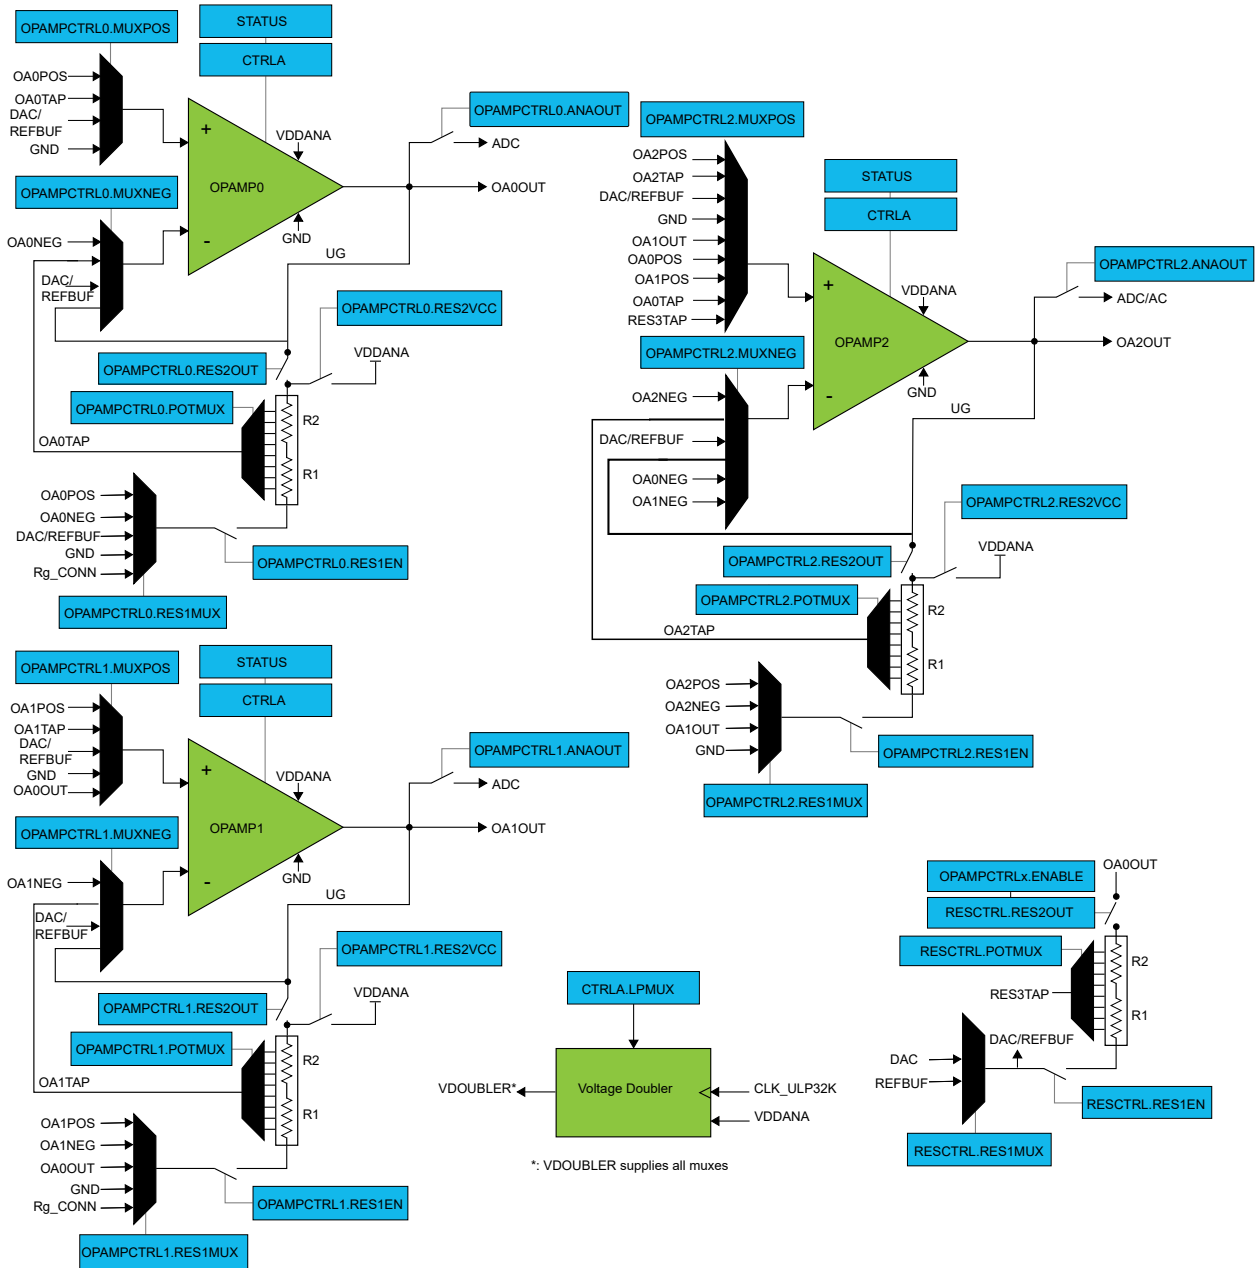 OPAMPCTRL0.MUXPOS
STATUS
CTRLA
OA0POS
OA0TAP
DAC/
REFBUF
GND
+
-
OPAMP0
VDDANA
GND
OPAMPCTRL0.ANAOUT
ADC
OA0OUT
OPAMPCTRL0.MUXNEG
OA0NEG
DAC/
REFBUF
UG
OPAMPCTRL0.RES2VCC
VDDANA
OPAMPCTRL0.RES2OUT
OPAMPCTRL0.POTMUX
R2
R1
OA0TAP
OA0POS
OA0NEG
DAC/REFBUF
GND
Rg_CONN
OPAMPCTRL0.RES1EN
OPAMPCTRL0.RES1MUX
OPAMPCTRL2.MUXPOS
STATUS
CTRLA
OA2POS
OA2TAP
DAC/REFBUF
GND
OA1OUT
OA0POS
OA1POS
OA0TAP
RES3TAP
+
-
OPAMP2
VDDANA
GND
OPAMPCTRL2.ANAOUT
ADC/AC
OA2OUT
OPAMPCTRL2.MUXNEG
OA2NEG
DAC/REFBUF
OA0NEG
OA1NEG
UG
OPAMPCTRL2.RES2VCC
VDDANA
OPAMPCTRL2.RES2OUT
OPAMPCTRL2.POTMUX
R2
R1
OA2TAP
OA2POS
OA2NEG
OA1OUT
GND
OPAMPCTRL2.RES1EN
OPAMPCTRL2.RES1MUX
OPAMPCTRL1.MUXPOS
STATUS
CTRLA
OA1POS
OA1TAP
DAC/
REFBUF
GND
OA0OUT
+
-
OPAMP1
VDDANA
GND
OPAMPCTRL1.ANAOUT
ADC
OA1OUT
OPAMPCTRL1.MUXNEG
OA1NEG
DAC/
REFBUF
UG
OPAMPCTRL1.RES2VCC
VDDANA
OPAMPCTRL1.RES2OUT
OPAMPCTRL1.POTMUX
R2
R1
OA1TAP
OA1POS
OA1NEG
OA0OUT
GND
Rg_CONN
OPAMPCTRL1.RES1EN
OPAMPCTRL1.RES1MUX
CTRLA.LPMUX
VDOUBLER*
Voltage Doubler
CLK_ULP32K
VDDANA
*: VDOUBLER supplies all muxes
OPAMPCTRLx.ENABLE
OA0OUT
RESCTRL.RES2OUT
RESCTRL.POTMUX
R2
R1
RES3TAP
DAC/REFBUF
DAC
REFBUF
RESCTRL.RES1EN
RESCTRL.RES1MUX